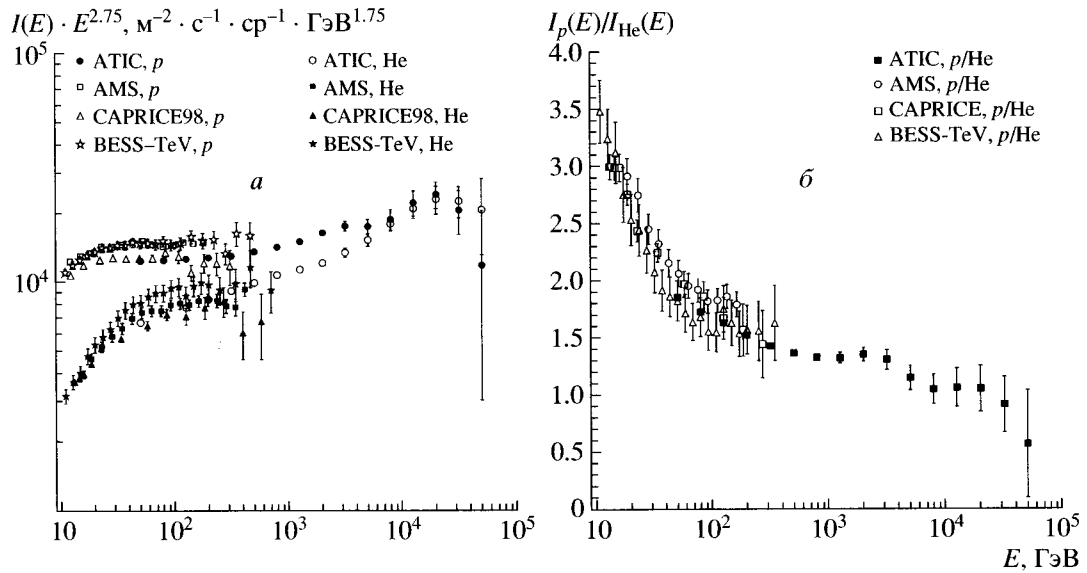 I(E) · E^2.75, м^−2 · с^−1 · ср^−1 · ГэВ^1.75
10^5
ATIC, p
AMS, p
CAPRICE98, p
BESS–TeV, p
ATIC, He
AMS, He
CAPRICE98, He
BESS–TeV, He
а
10^4
10
10^2
10^3
10^4
10^5
I_p(E)/I_He(E)
4.0
3.5
3.0
2.5
2.0
1.5
1.0
0.5
0
ATIC, p/He
AMS, p/He
CAPRICE, p/He
BESS-TeV, p/He
б
10
10^2
10^3
10^4
10^5
E, ГэВ